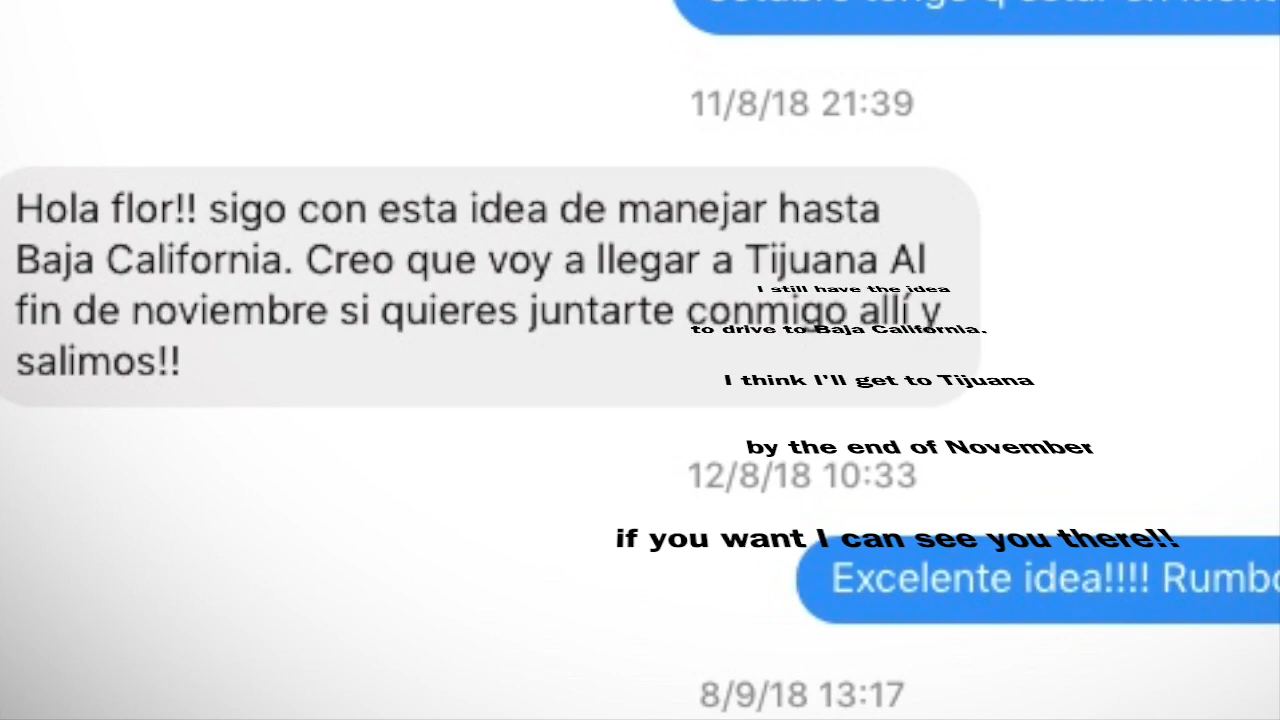 11/8/18 21:39
Hola flor!! sigo con esta idea de manejar hasta
Baja California. Creo que voy a llegar a Tijuana Al
fin de noviembre si quieres juntarte conmigo allí y
salimos!!
I still have the idea
to drive to Baja California.
I think I'll get to Tijuana
by the end of November
12/8/18 10:33
if you want I can see you there!!
Excelente idea!!!! Rumbo
8/9/18 13:17